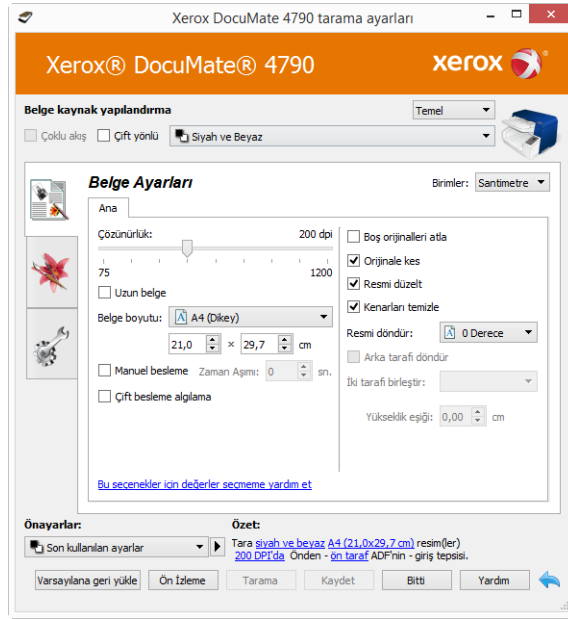 Xerox DocuMate 4790 tarama ayarları
Xerox® DocuMate® 4790
xerox
Belge kaynak yapılandırma
Temel
Çoklu akış
Çift yönlü
Siyah ve Beyaz
Belge Ayarları
Birimler: Santimetre
Ana
Çözünürlük: 200 dpi
75 1200
Uzun belge
Belge boyutu: A4 (Dikey)
21,0 × 29,7 cm
Manuel besleme Zaman Aşımı: 0 sn.
Çift besleme algılama
Boş orijinalleri atla
Orijinale kes
Resmi düzelt
Kenarları temizle
Resmi döndür: 0 Derece
Arka tarafı döndür
İki tarafı birleştir:
Yükseklik eşiği: 0,00 cm
Bu seçenekler için değerler seçmeme yardım et
Önayarlar:
Son kullanılan ayarlar
Özet:
Tara siyah ve beyaz A4 (21,0x29,7 cm) resim(ler)
200 DPI'da Önden - ön taraf ADF'nin - giriş tepsisi.
Varsayılana geri yükle
Ön İzleme
Tarama
Kaydet
Bitti
Yardım